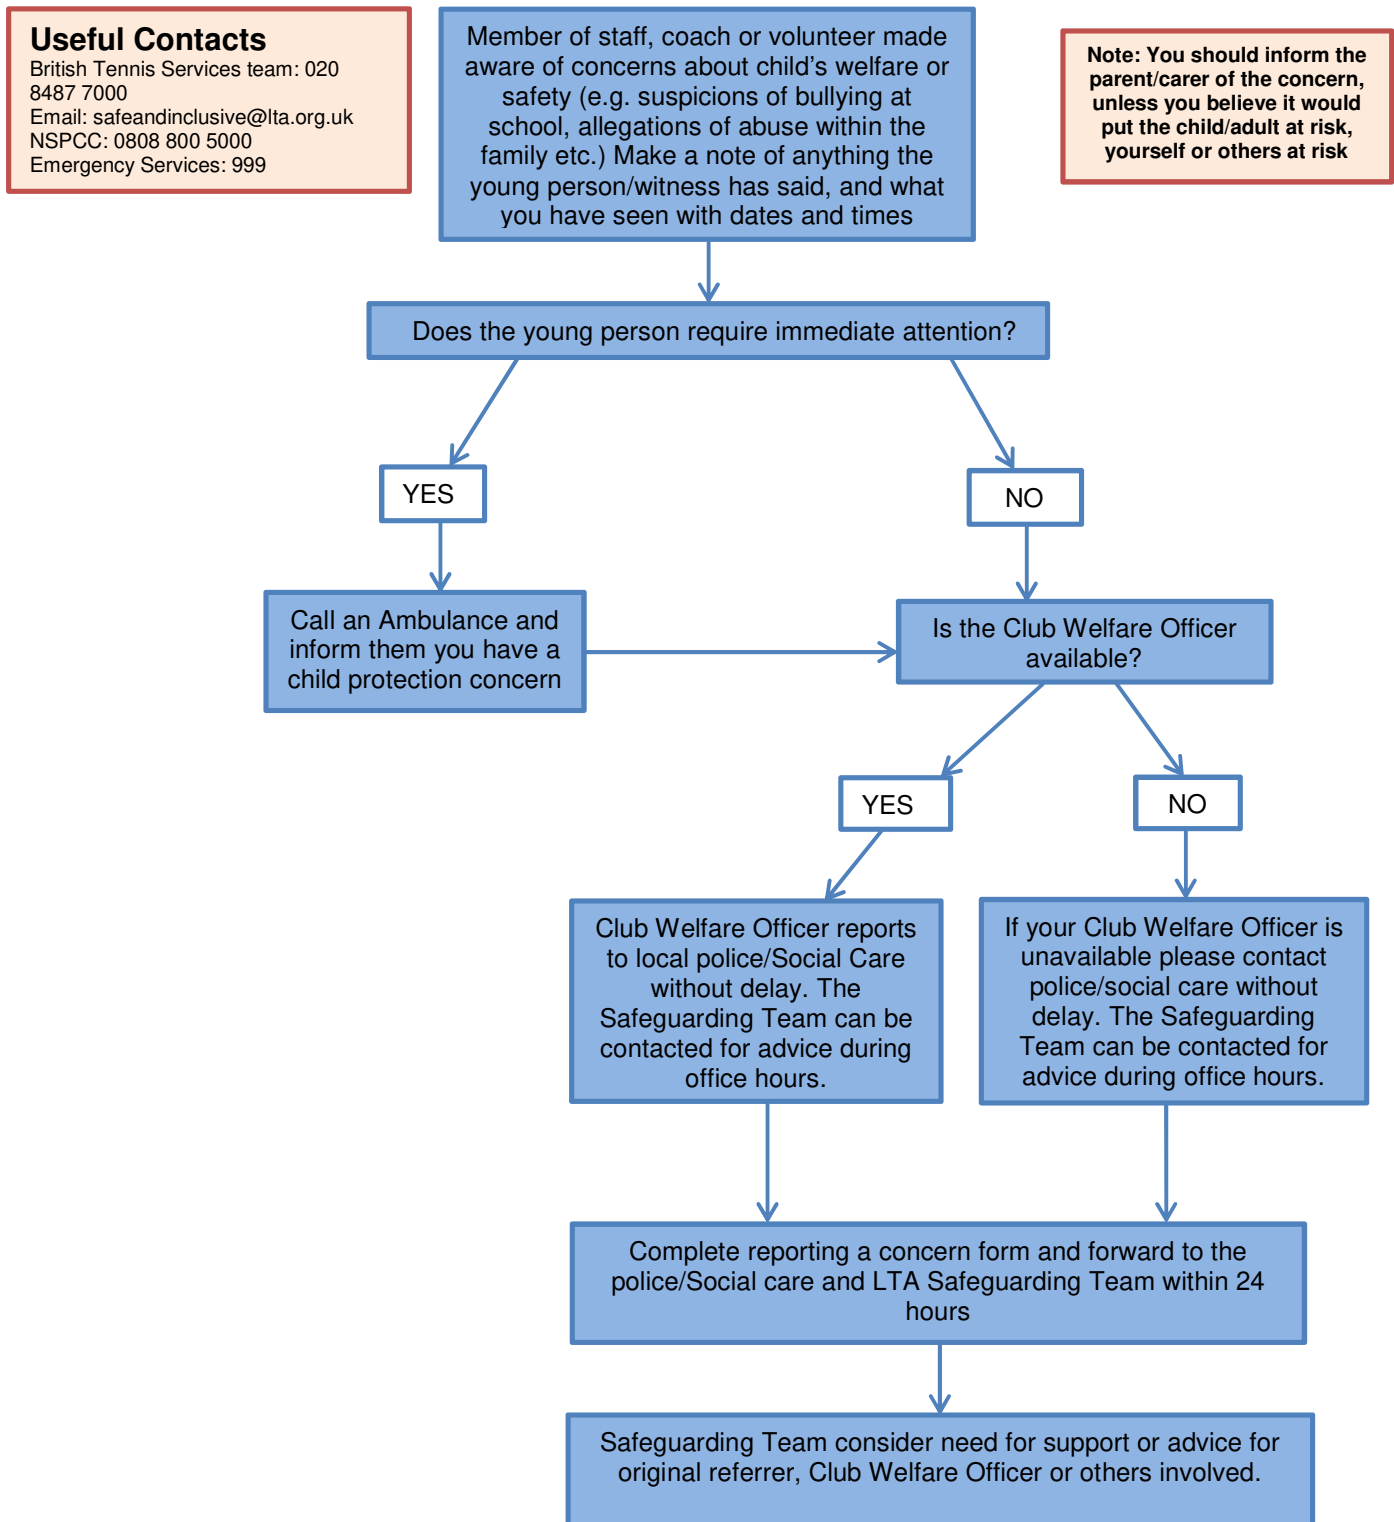 Useful Contacts
British Tennis Services team: 020
8487 7000
Email: safeandinclusive@lta.org.uk
NSPCC: 0808 800 5000
Emergency Services: 999
Member of staff, coach or volunteer made
aware of concerns about child’s welfare or
safety (e.g. suspicions of bullying at
school, allegations of abuse within the
family etc.) Make a note of anything the
young person/witness has said, and what
you have seen with dates and times
Note: You should inform the
parent/carer of the concern,
unless you believe it would
put the child/adult at risk,
yourself or others at risk
Does the young person require immediate attention?
YES
NO
Call an Ambulance and
inform them you have a
child protection concern
Is the Club Welfare Officer
available?
YES
NO
Club Welfare Officer reports
to local police/Social Care
without delay. The
Safeguarding Team can be
contacted for advice during
office hours.
If your Club Welfare Officer is
unavailable please contact
police/social care without
delay. The Safeguarding
Team can be contacted for
advice during office hours.
Complete reporting a concern form and forward to the
police/Social care and LTA Safeguarding Team within 24
hours
Safeguarding Team consider need for support or advice for
original referrer, Club Welfare Officer or others involved.